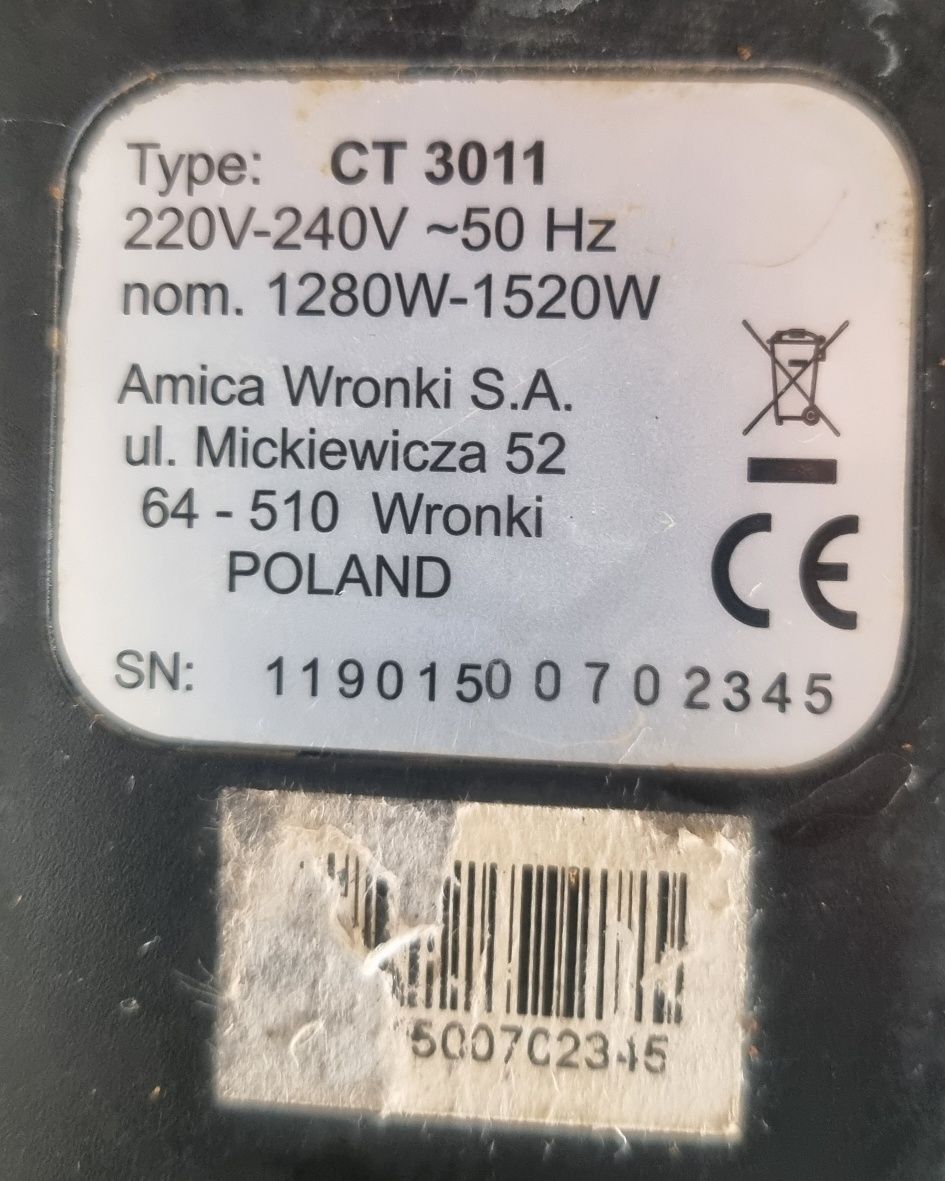 Type: CT 3011
220V-240V ~50 Hz
nom. 1280W-1520W
Amica Wronki S.A.
ul. Mickiewicza 52
64 - 510 Wronki
POLAND
CE
SN: 11901500702345
500702345